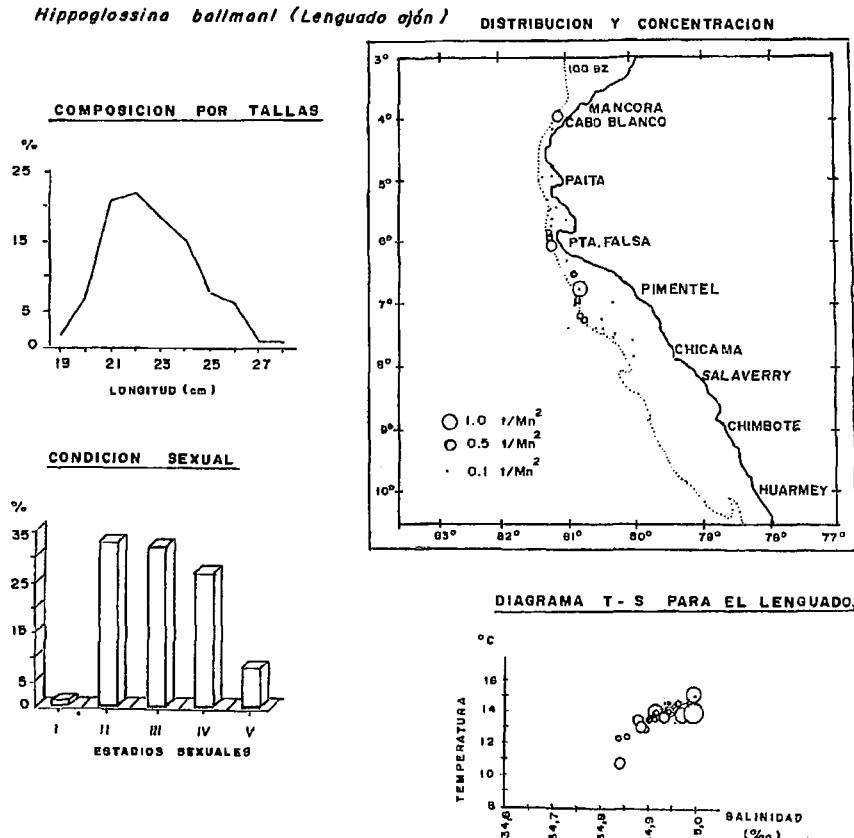 Hippoglossina ballmani (Lenguado ojón)
COMPOSICION POR TALLAS
%
25
15
5
0
19 21 23 25 27
LONGITUD (cm)
CONDICION SEXUAL
%
35
25
15
5
0
I II III IV V
ESTADIOS SEXUALES
DISTRIBUCION Y CONCENTRACION
3°
4°
5°
6°
7°
8°
9°
10°
100 BZ
MANCORA
CABO BLANCO
PAITA
PTA. FALSA
PIMENTEL
CHICAMA
SALAVERRY
CHIMBOTE
HUARMEY
1.0 t/Mn²
0.5 t/Mn²
0.1 t/Mn²
83° 82° 81° 80° 79° 78° 77°
DIAGRAMA T - S PARA EL LENGUADO.
°C
TEMPERATURA
16
14
12
10
8
34,6 34,7 34,8 34,9
SALINIDAD
(‰)